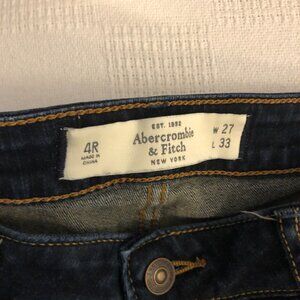 EST. 1892
Abercrombie
& Fitch
NEW YORK
4R
MADE IN
CHINA
W 27
L 33